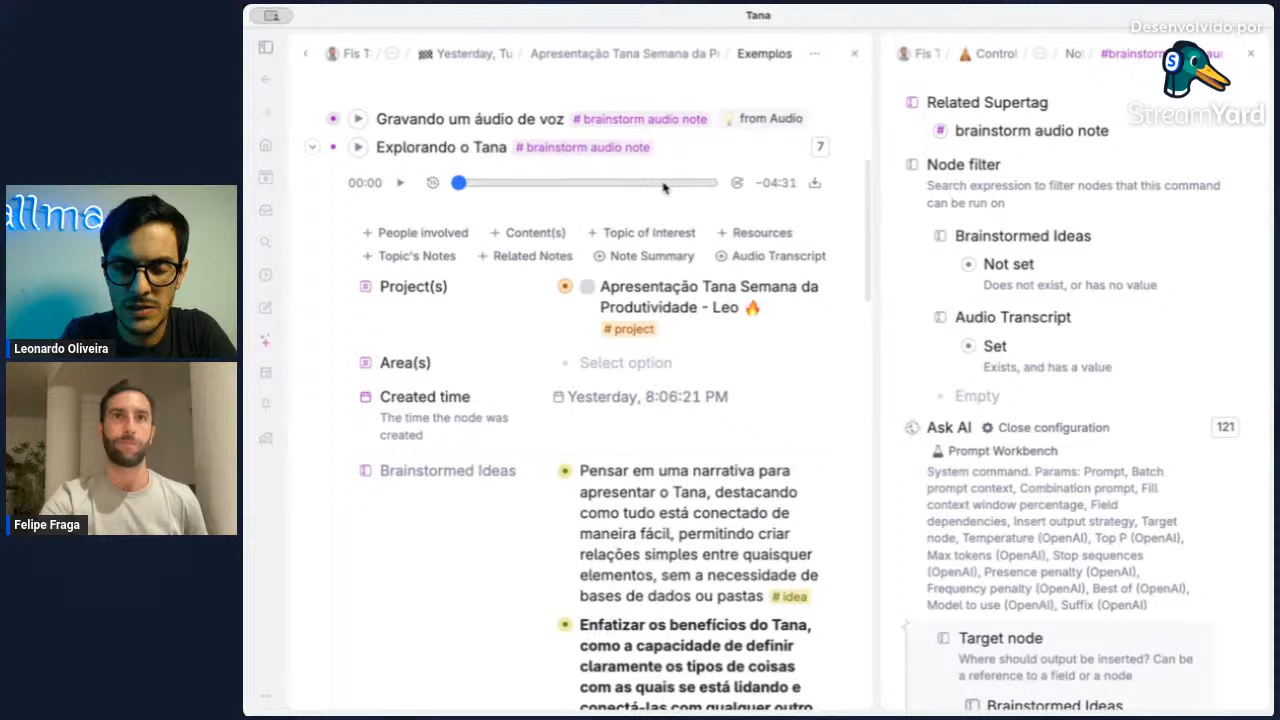 Tana
Desenvolvido por
StreamYard
Fis T / Yesterday, Tu / Apresentação Tana Semana da Pr / Exemplos
Gravando um áudio de voz # brainstorm audio note from Audio
Explorando o Tana # brainstorm audio note 7
00:00 −04:31
+ People involved + Content(s) + Topic of Interest + Resources
+ Topic's Notes + Related Notes Note Summary Audio Transcript
Project(s) Apresentação Tana Semana da
Produtividade - Leo 🔥
# project
Area(s) Select option
Created time Yesterday, 8:06:21 PM
The time the node was
created
Brainstormed Ideas Pensar em uma narrativa para
apresentar o Tana, destacando
como tudo está conectado de
maneira fácil, permitindo criar
relações simples entre quaisquer
elementos, sem a necessidade de
bases de dados ou pastas # idea
Enfatizar os benefícios do Tana,
como a capacidade de definir
claramente os tipos de coisas
com as quais se está lidando e
conectá-las com qualquer outro
Fis T / Control / No / #brainstorm
Related Supertag
# brainstorm audio note
Node filter
Search expression to filter nodes that this command
can be run on
Brainstormed Ideas
Not set
Does not exist, or has no value
Audio Transcript
Set
Exists, and has a value
Empty
Ask AI Close configuration 121
Prompt Workbench
System command. Params: Prompt, Batch
prompt context, Combination prompt, Fill
context window percentage, Field
dependencies, Insert output strategy, Target
node, Temperature (OpenAI), Top P (OpenAI),
Max tokens (OpenAI), Stop sequences
(OpenAI), Presence penalty (OpenAI),
Frequency penalty (OpenAI), Best of (OpenAI),
Model to use (OpenAI), Suffix (OpenAI)
Target node
Where should output be inserted? Can be
a reference to a field or a node
Brainstormed Ideas
allma
Leonardo Oliveira
Felipe Fraga